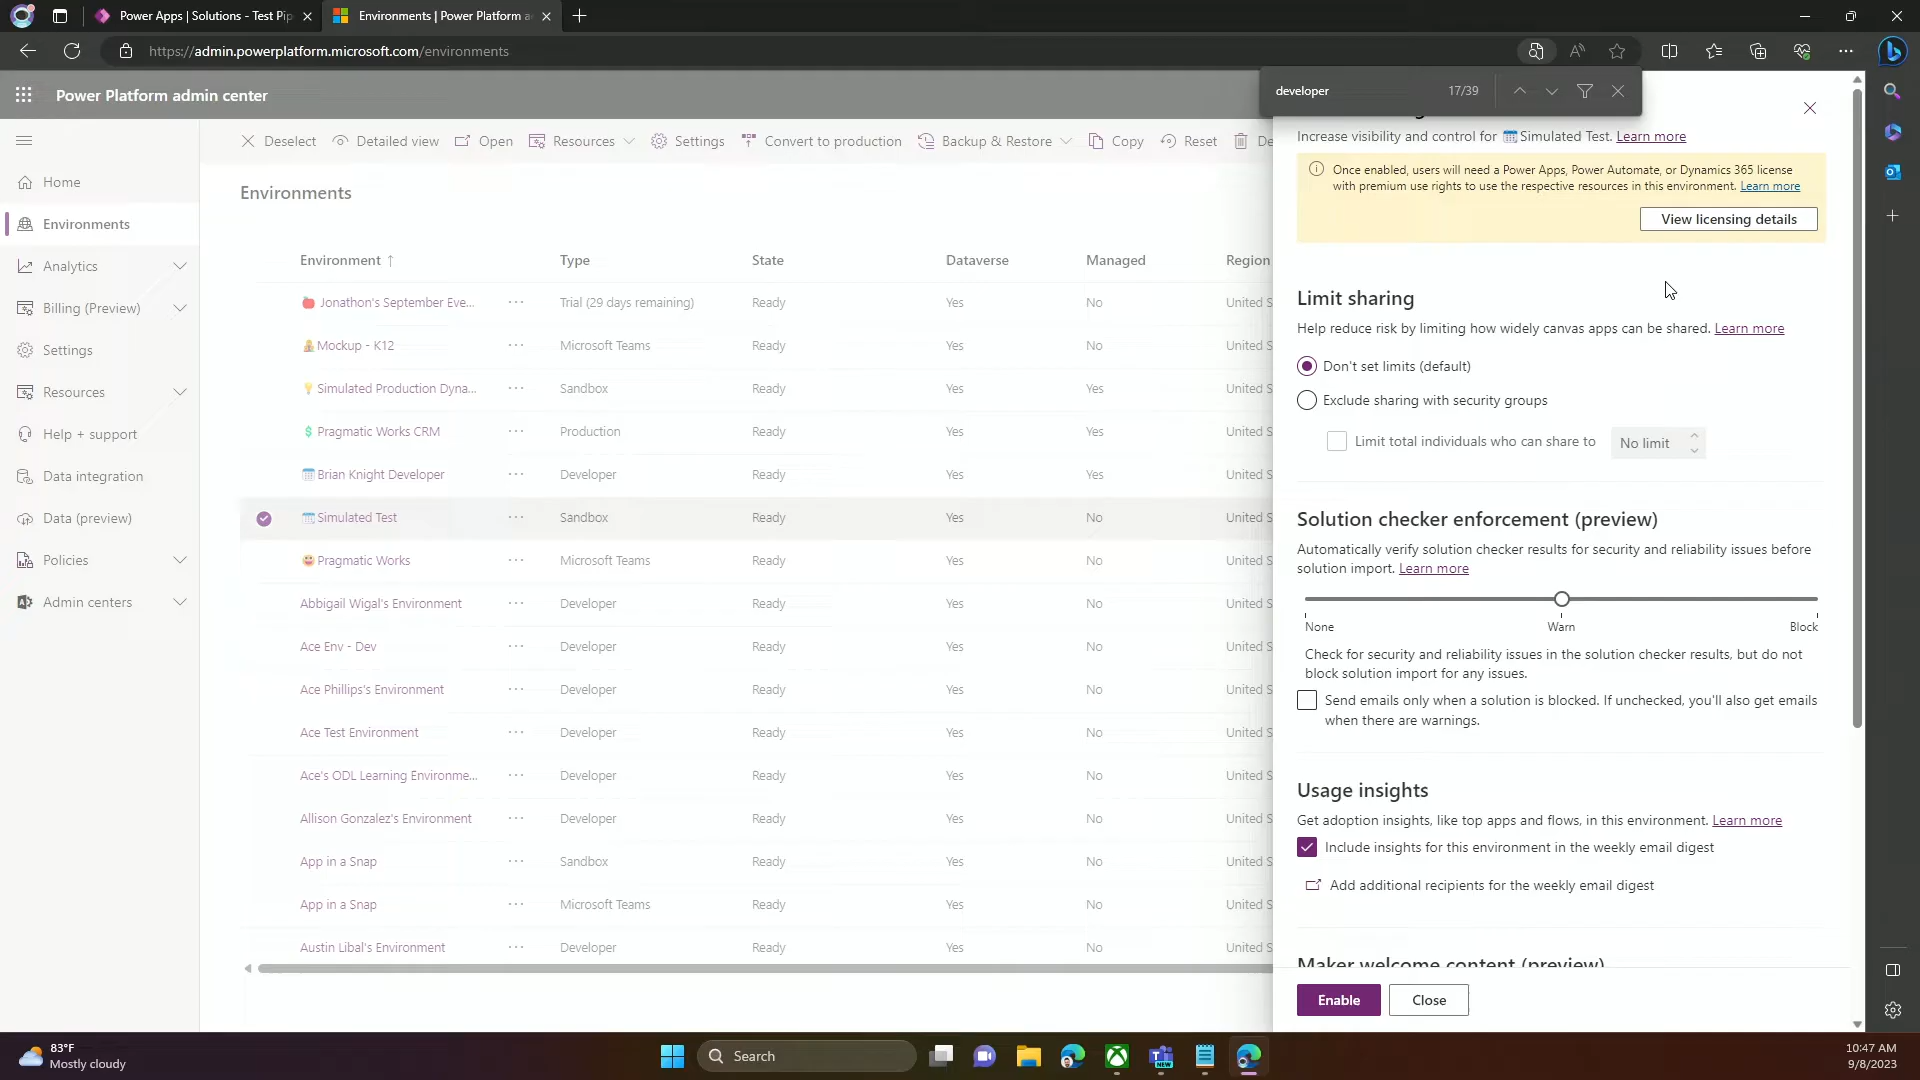 Power Apps | Solutions - Test Pip
Environments | Power Platform a
https://admin.powerplatform.microsoft.com/environments
developer
17/39
Power Platform admin center
Deselect
Detailed view
Open
Resources
Settings
Convert to production
Backup & Restore
Copy
Reset
De
Home
Environments
Analytics
Billing (Preview)
Settings
Resources
Help + support
Data integration
Data (preview)
Policies
Admin centers
Environments
Environment ↑ Type State Dataverse Managed Region
Jonathon's September Eve... Trial (29 days remaining) Ready Yes No United S
Mockup - K12 Microsoft Teams Ready Yes No United S
Simulated Production Dyna... Sandbox Ready Yes Yes United S
Pragmatic Works CRM Production Ready Yes Yes United S
Brian Knight Developer Developer Ready Yes Yes United S
Simulated Test Sandbox Ready Yes No United S
Pragmatic Works Microsoft Teams Ready Yes No United S
Abbigail Wigal's Environment Developer Ready Yes No United S
Ace Env - Dev Developer Ready Yes No United S
Ace Phillips's Environment Developer Ready Yes No United S
Ace Test Environment Developer Ready Yes No United S
Ace's ODL Learning Environme... Developer Ready Yes No United S
Allison Gonzalez's Environment Developer Ready Yes No United S
App in a Snap Sandbox Ready Yes No United S
App in a Snap Microsoft Teams Ready Yes No United S
Austin Libal's Environment Developer Ready Yes No United S
Increase visibility and control for Simulated Test. Learn more
Once enabled, users will need a Power Apps, Power Automate, or Dynamics 365 license
with premium use rights to use the respective resources in this environment. Learn more
View licensing details
Limit sharing
Help reduce risk by limiting how widely canvas apps can be shared. Learn more
Don't set limits (default)
Exclude sharing with security groups
Limit total individuals who can share to No limit
Solution checker enforcement (preview)
Automatically verify solution checker results for security and reliability issues before
solution import. Learn more
None Warn Block
Check for security and reliability issues in the solution checker results, but do not
block solution import for any issues.
Send emails only when a solution is blocked. If unchecked, you'll also get emails
when there are warnings.
Usage insights
Get adoption insights, like top apps and flows, in this environment. Learn more
Include insights for this environment in the weekly email digest
Add additional recipients for the weekly email digest
Maker welcome content (preview)
Enable
Close
83°F
Mostly cloudy
Search
NEW
10:47 AM
9/8/2023